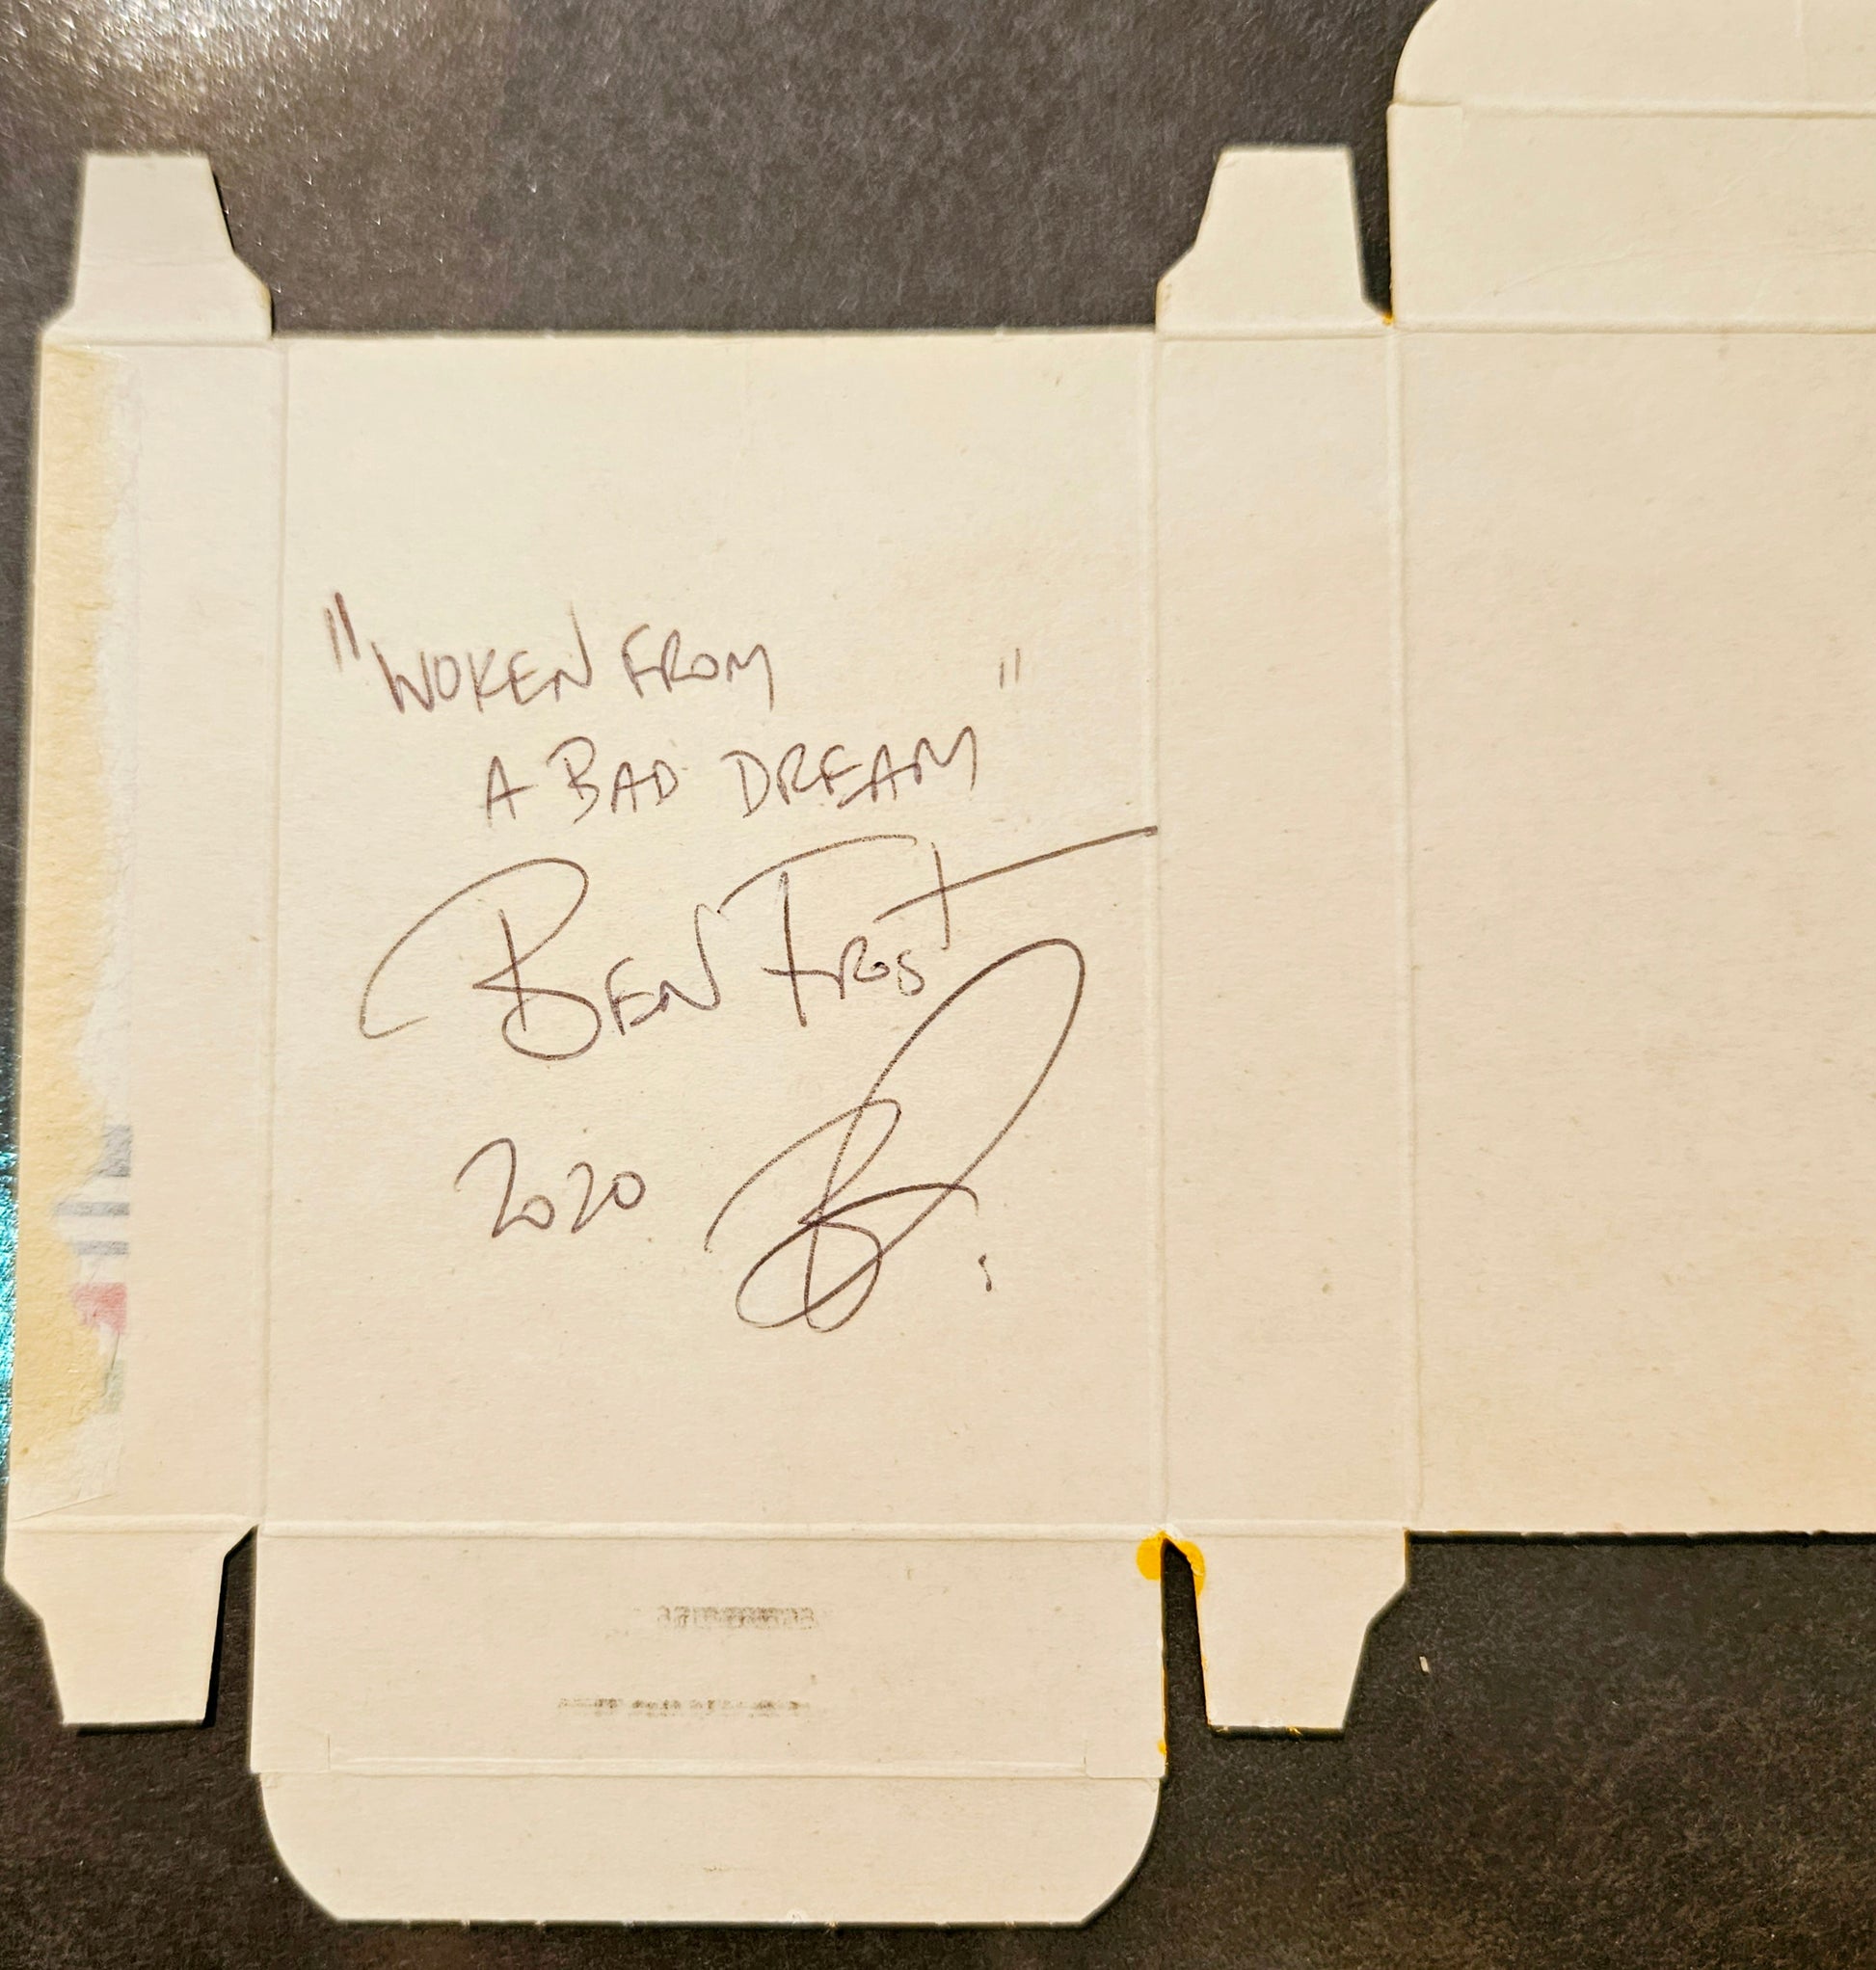 "WOKEN FROM
A BAD DREAM"
BEN FROST
2020